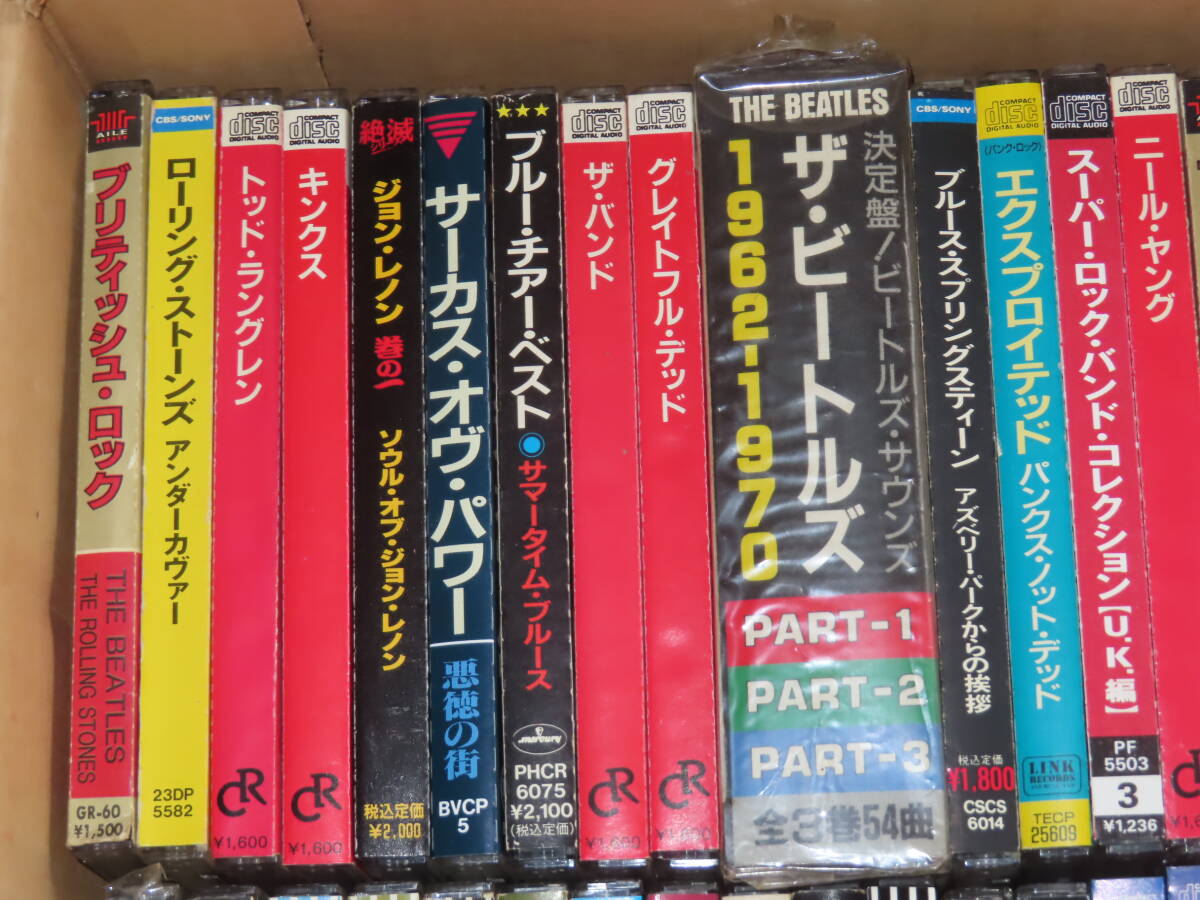 AILE
ブリティッシュ・ロック
THE BEATLES
THE ROLLING STONES
GR-60
¥1,500
CBS/SONY
ローリング・ストーンズ アンダーカヴァー
23DP
5582
COMPACT
disc
DIGITAL AUDIO
トッド・ラングレン
CR
¥1,600
COMPACT
disc
DIGITAL AUDIO
キンクス
CR
¥1,600
絶滅
ジョン・レノン 巻の一 ソウル・オブ・ジョン・レノン
税込定価
¥2,000
サーカス・オヴ・パワー
悪徳の街
BVCP
5
★★★
ブルー・チアー・ベスト
サマータイム・ブルース
mercury
PHCR
6075
¥2,100
(税込定価)
COMPACT
disc
DIGITAL AUDIO
ザ・バンド
CR
¥1,600
COMPACT
disc
DIGITAL AUDIO
グレイトフル・デッド
CR
¥1,600
THE BEATLES
決定盤!ビートルズ・サウンズ
ザ・ビートルズ
1962-1970
PART-1
PART-2
PART-3
全3巻54曲
CBS/SONY
ブルース・スプリングスティーン アズベリー・パークからの挨拶
税込定価
¥1,800
CSCS
6014
COMPACT
disc
DIGITAL AUDIO
(パンク・ロック)
エクスプロイテッド パンクス・ノット・デッド
LINK
RECORDS
TECP
25609
COMPACT
disc
DIGITAL AUDIO
スーパー・ロック・バンド・コレクション【U.K.編】
PF
5503
3
¥1,236
COMPACT
disc
DIGITAL AUDIO
ニール・ヤング